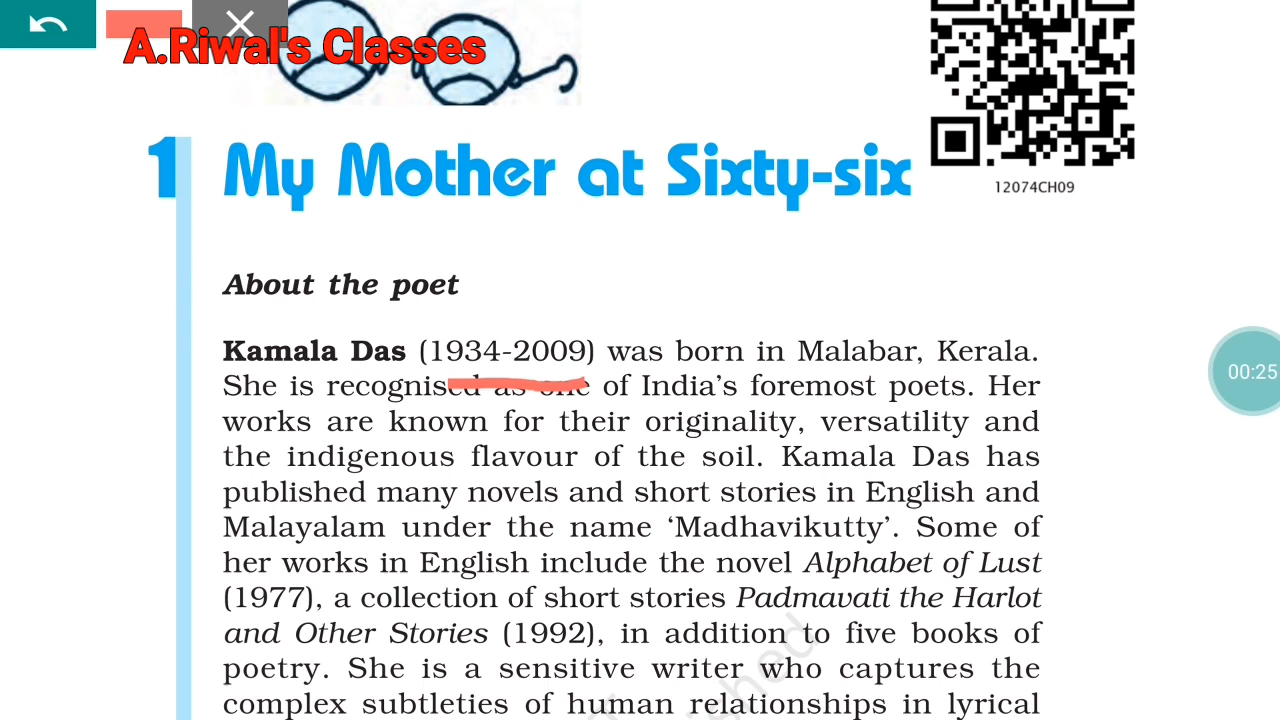 A.Riwal's Classes
12074CH09
1 My Mother at Sixty-six
About the poet
Kamala Das (1934-2009) was born in Malabar, Kerala.
She is recognised as one of India's foremost poets. Her
works are known for their originality, versatility and
the indigenous flavour of the soil. Kamala Das has
published many novels and short stories in English and
Malayalam under the name 'Madhavikutty'. Some of
her works in English include the novel Alphabet of Lust
(1977), a collection of short stories Padmavati the Harlot
and Other Stories (1992), in addition to five books of
poetry. She is a sensitive writer who captures the
complex subtleties of human relationships in lyrical
00:25